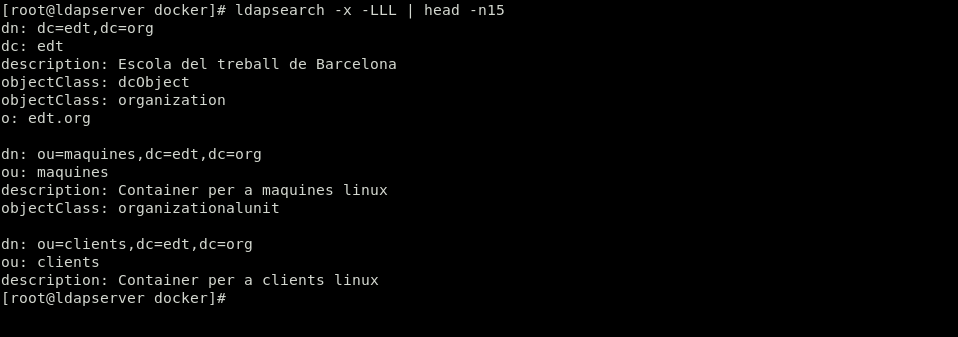 [root@ldapserver docker]# ldapsearch -x -LLL | head -n15
dn: dc=edt,dc=org
dc: edt
description: Escola del treball de Barcelona
objectClass: dcObject
objectClass: organization
o: edt.org

dn: ou=maquines,dc=edt,dc=org
ou: maquines
description: Container per a maquines linux
objectClass: organizationalunit

dn: ou=clients,dc=edt,dc=org
ou: clients
description: Container per a clients linux
[root@ldapserver docker]#